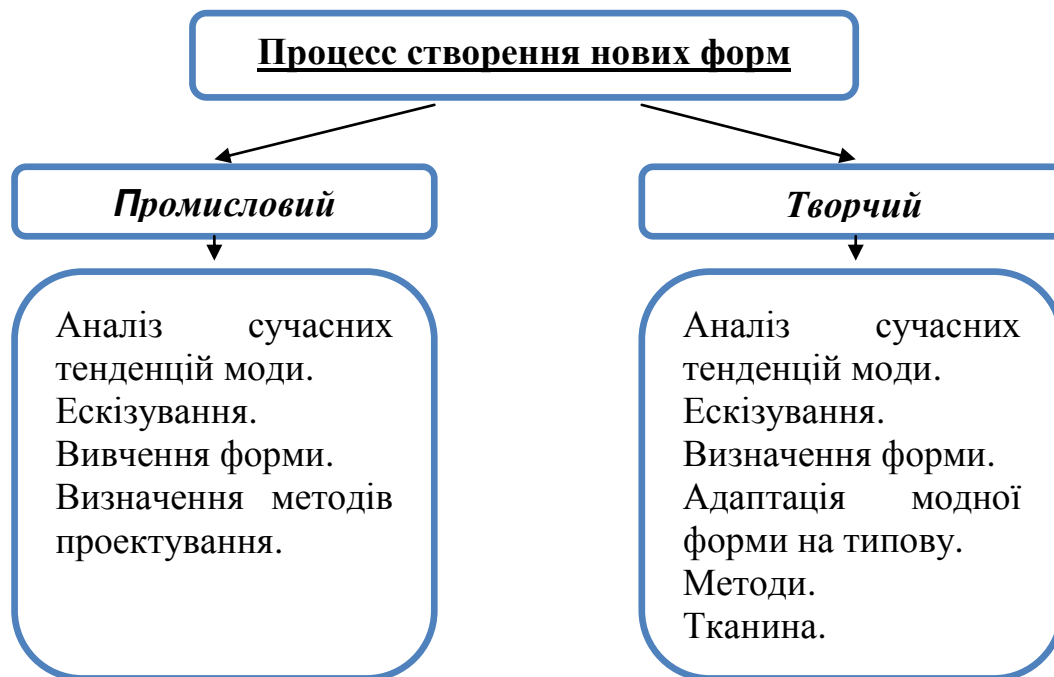 Процесс створення нових форм
Промисловий
Творчий
Аналіз сучасних
тенденцій моди.
Ескізування.
Вивчення форми.
Визначення методів
проектування.
Аналіз сучасних
тенденцій моди.
Ескізування.
Визначення форми.
Адаптація модної
форми на типову.
Методи.
Тканина.